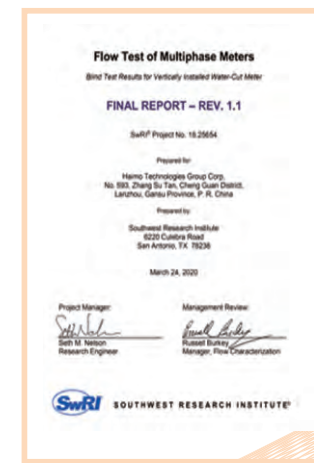 Flow Test of Multiphase Meters
Blind Test Results for Vertically Installed Water-Cut Meter
FINAL REPORT – REV. 1.1
SwRI® Project No. 18.25654
Prepared for:
Haimo Technologies Group Corp.
No. 593, Zhang Su Tan, Cheng Guan District,
Lanzhou, Gansu Province, P. R. China
Prepared by:
Southwest Research Institute
6220 Culebra Road
San Antonio, TX 78238
March 24, 2020
Project Manager:
Management Review:
Seth M. Nelson
Research Engineer
Russell Burkey
Manager, Flow Characterization
SwRI SOUTHWEST RESEARCH INSTITUTE®